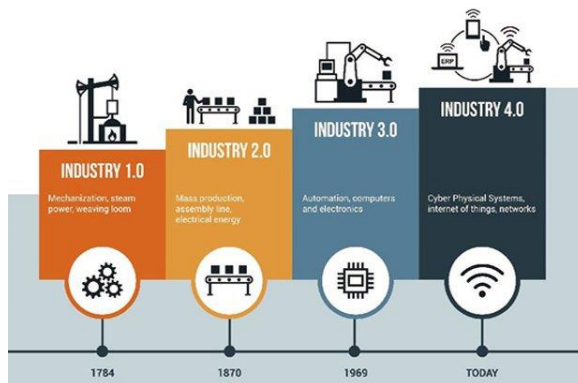 ERP
INDUSTRY 1.0
Mechanization, steam
power, weaving loom
INDUSTRY 2.0
Mass production,
assembly line,
electrical energy
INDUSTRY 3.0
Automation, computers
and electronics
INDUSTRY 4.0
Cyber Physical Systems,
internet of things, networks
1784
1870
1969
TODAY